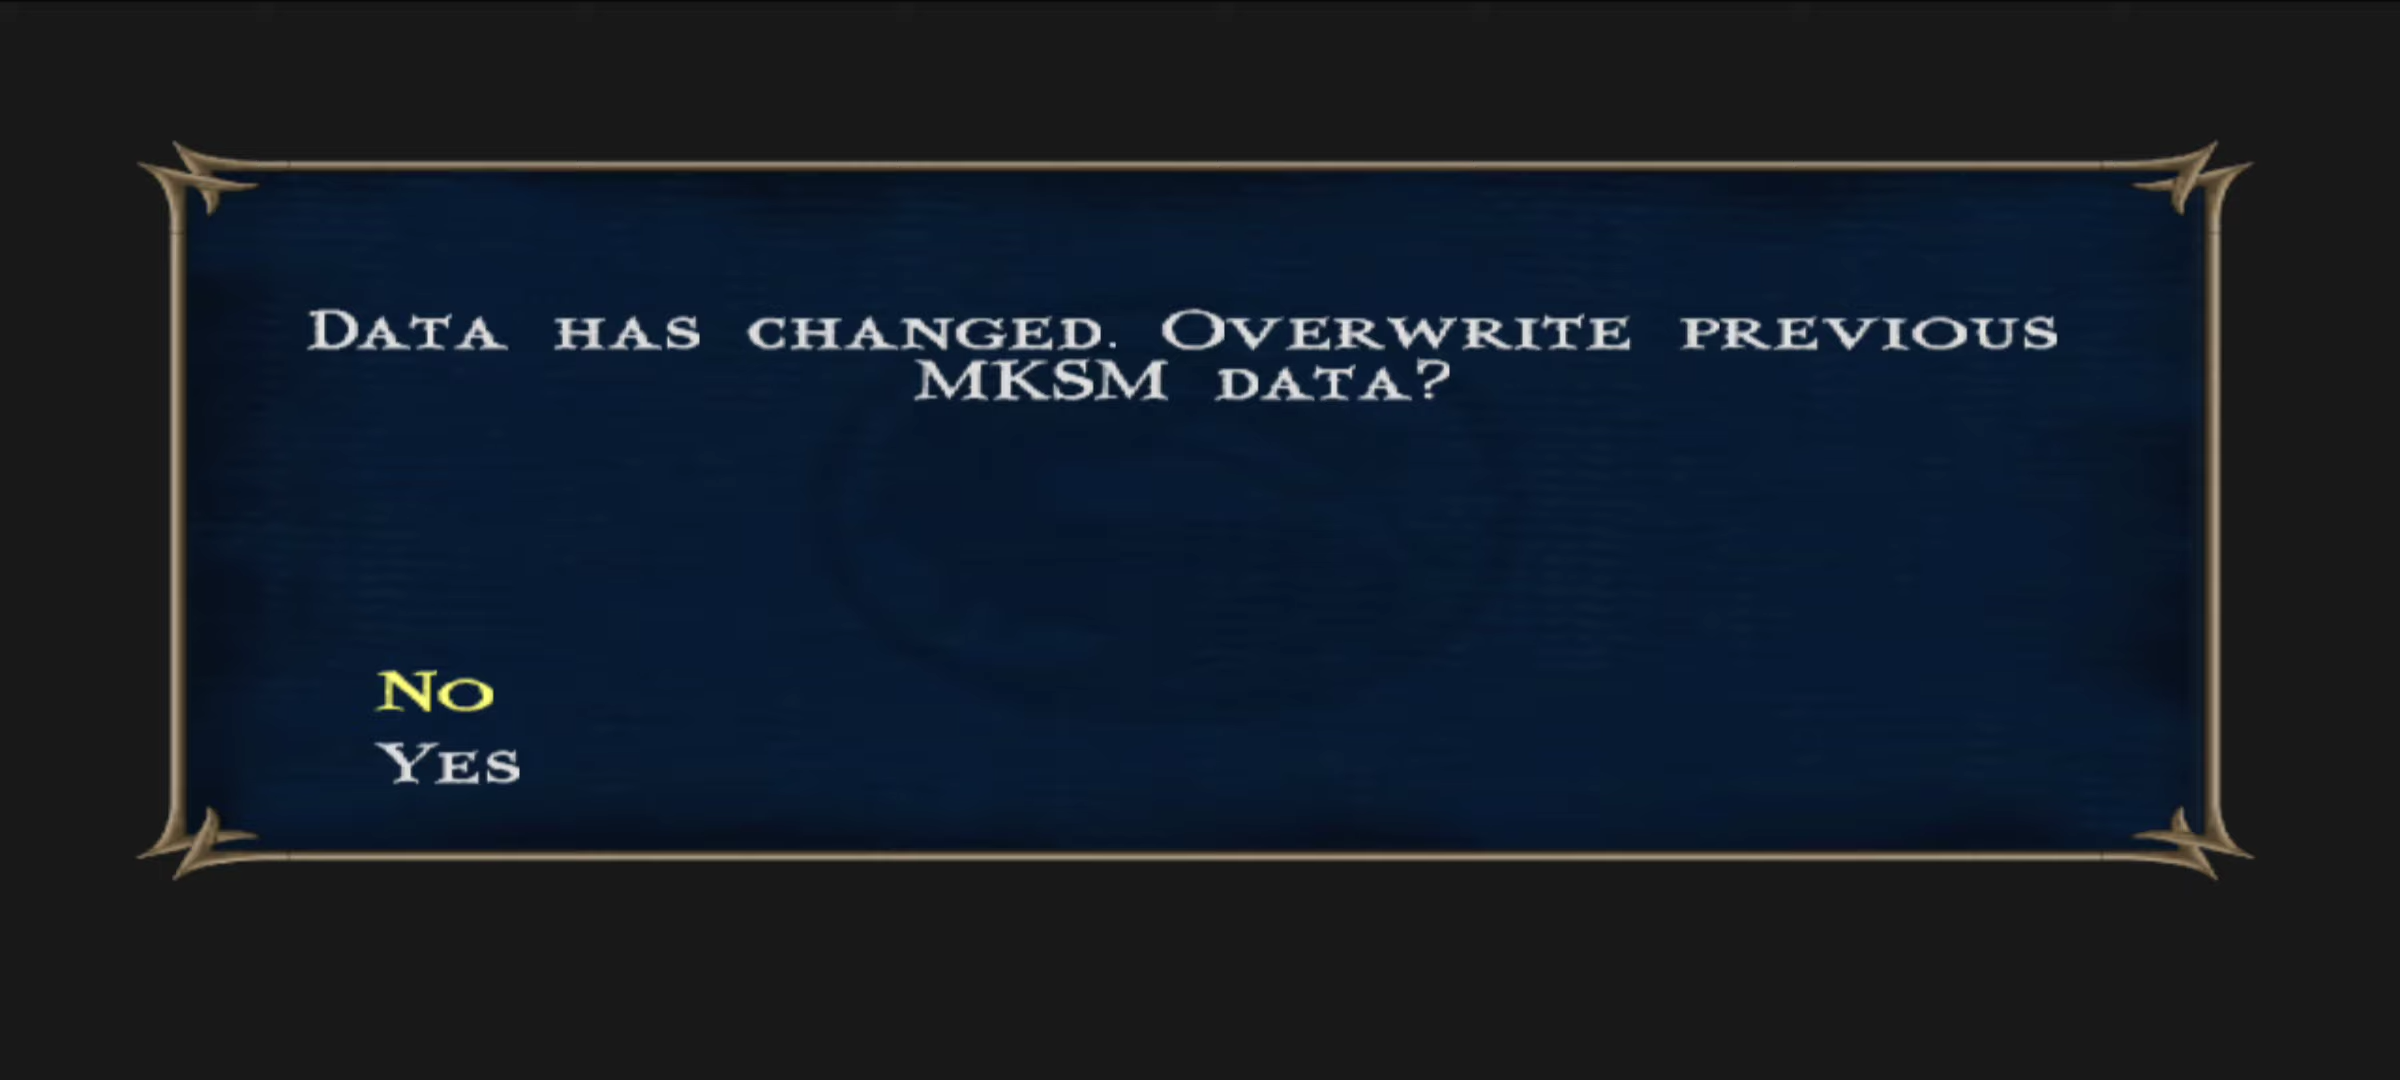 Data has changed. Overwrite previous
MKSM data?
No
Yes